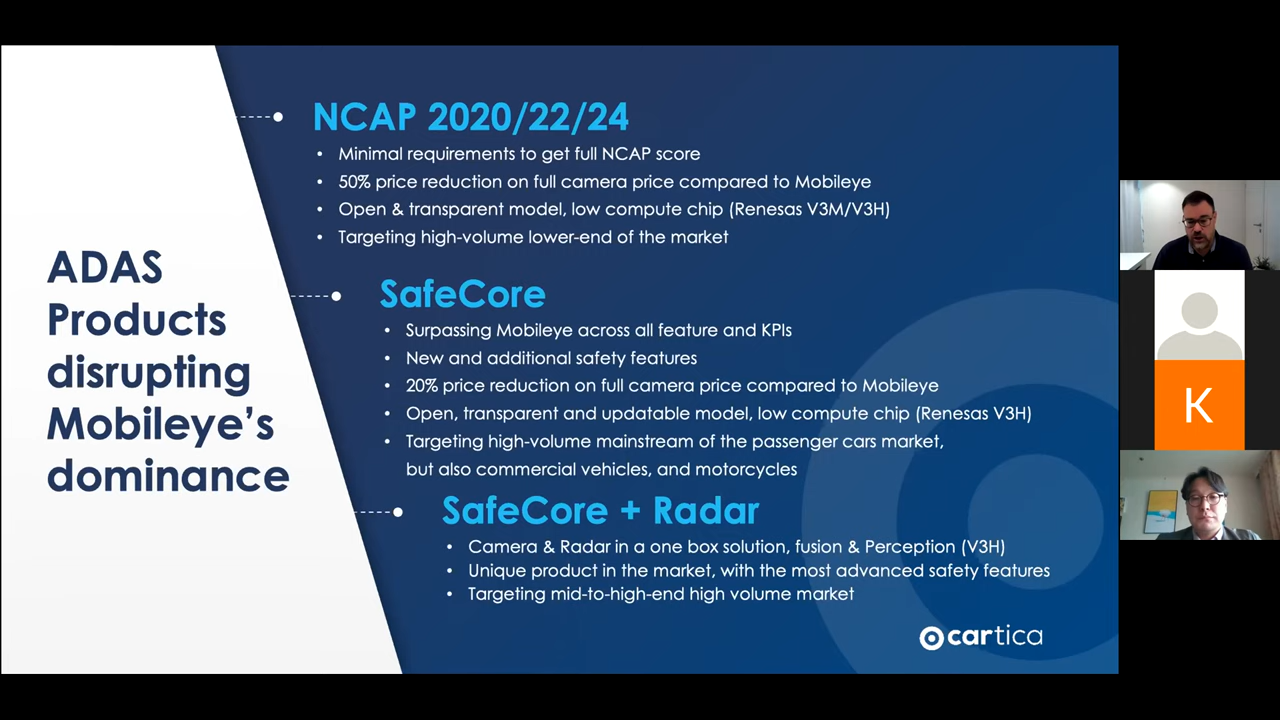 ADAS
Products
disrupting
Mobileye’s
dominance
NCAP 2020/22/24
• Minimal requirements to get full NCAP score
• 50% price reduction on full camera price compared to Mobileye
• Open & transparent model, low compute chip (Renesas V3M/V3H)
• Targeting high-volume lower-end of the market
SafeCore
• Surpassing Mobileye across all feature and KPIs
• New and additional safety features
• 20% price reduction on full camera price compared to Mobileye
• Open, transparent and updatable model, low compute chip (Renesas V3H)
• Targeting high-volume mainstream of the passenger cars market,
but also commercial vehicles, and motorcycles
SafeCore + Radar
• Camera & Radar in a one box solution, fusion & Perception (V3H)
• Unique product in the market, with the most advanced safety features
• Targeting mid-to-high-end high volume market
cartica
K